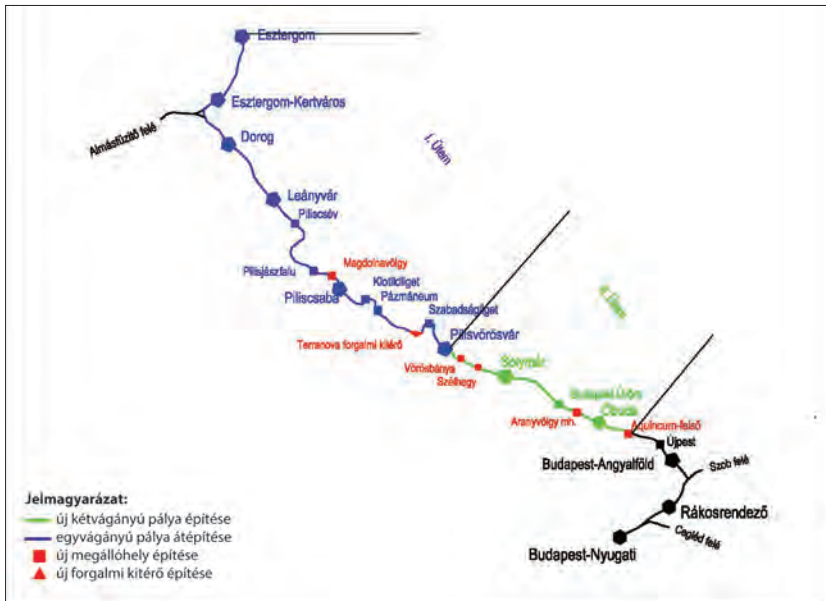 Esztergom
Esztergom-Kertváros
Almásfüzitő felé
Dorog
I. Ütem
Leányvár
Piliscsév
Magdolnavölgy
Pilisjászfalu
Klotildliget
Piliscsaba
Pázmáneum
Szabadságliget
Terranova forgalmi kitérő
Pilisvörösvár
II. Ütem
Vörösbánya
Solymár
Szélhegy
Budapest Üröm
Aranyvölgy mh.
Óbuda
Aquincum-felső
Újpest
Budapest-Angyalföld
Szob felé
Rákosrendező
Cegléd felé
Budapest-Nyugati
Jelmagyarázat:
új kétvágányú pálya építése
egyvágányú pálya átépítése
új megállóhely építése
új forgalmi kitérő építése